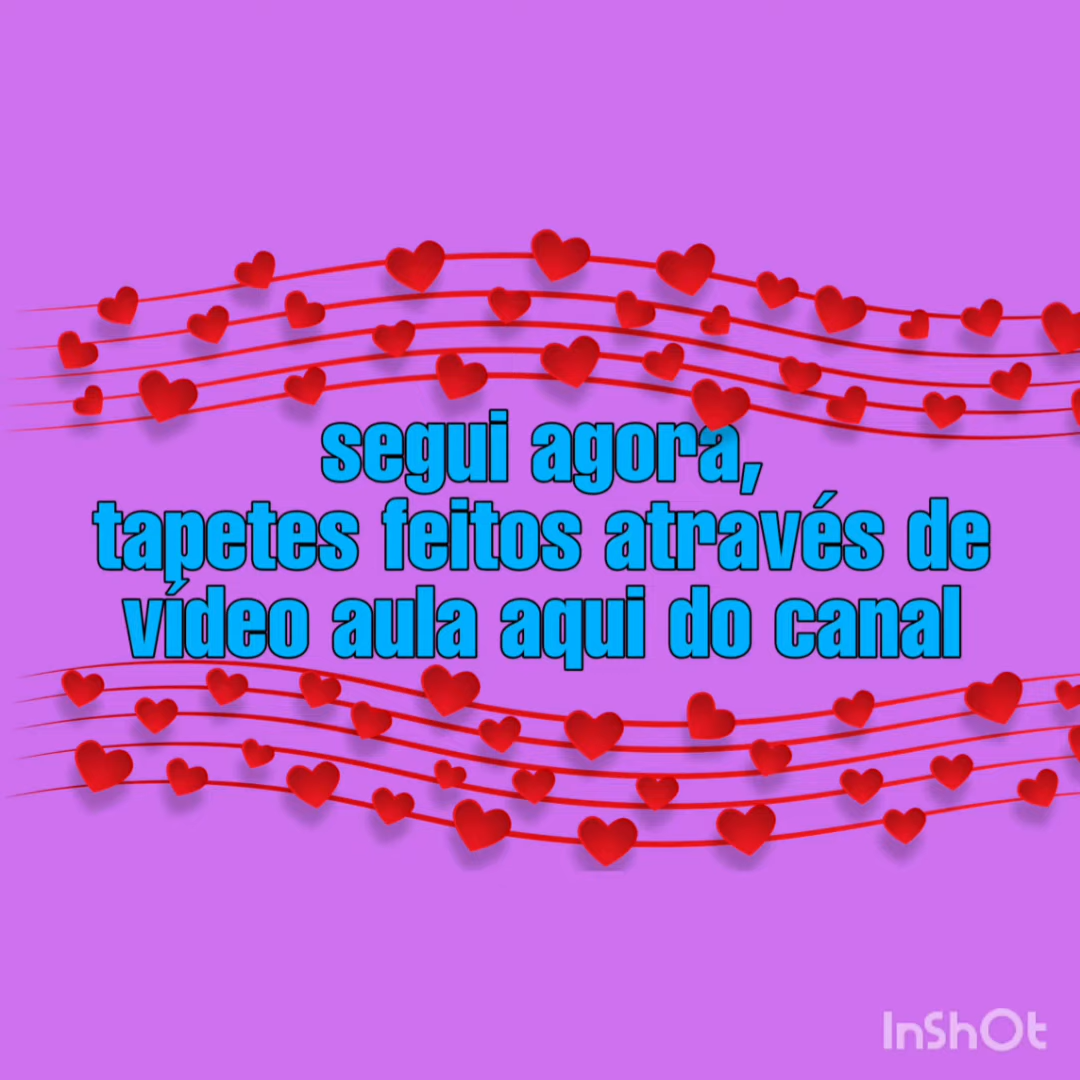 segui agora,
tapetes feitos através de
vídeo aula aqui do canal
InShOt